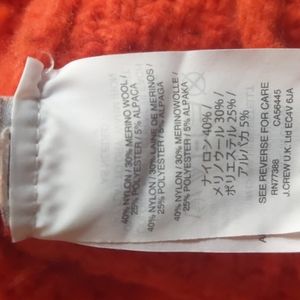 40% NYLON / 30% MERINO WOOL /
25% POLYESTER / 5% ALPACA
40% NYLON / 30% LAINE DE MERINOS /
25% POLYESTER / 5% ALPAGA
40% NYLON / 30% MERINOWOLLE /
25% POLYESTER / 5% ALPAKA
ナイロン 40%
メリノウール 30%
ポリエステル 25%
アルパカ 5%
SEE REVERSE FOR CARE
RN77388 CA56445
J.CREW U.K. Ltd EC4V 6JA